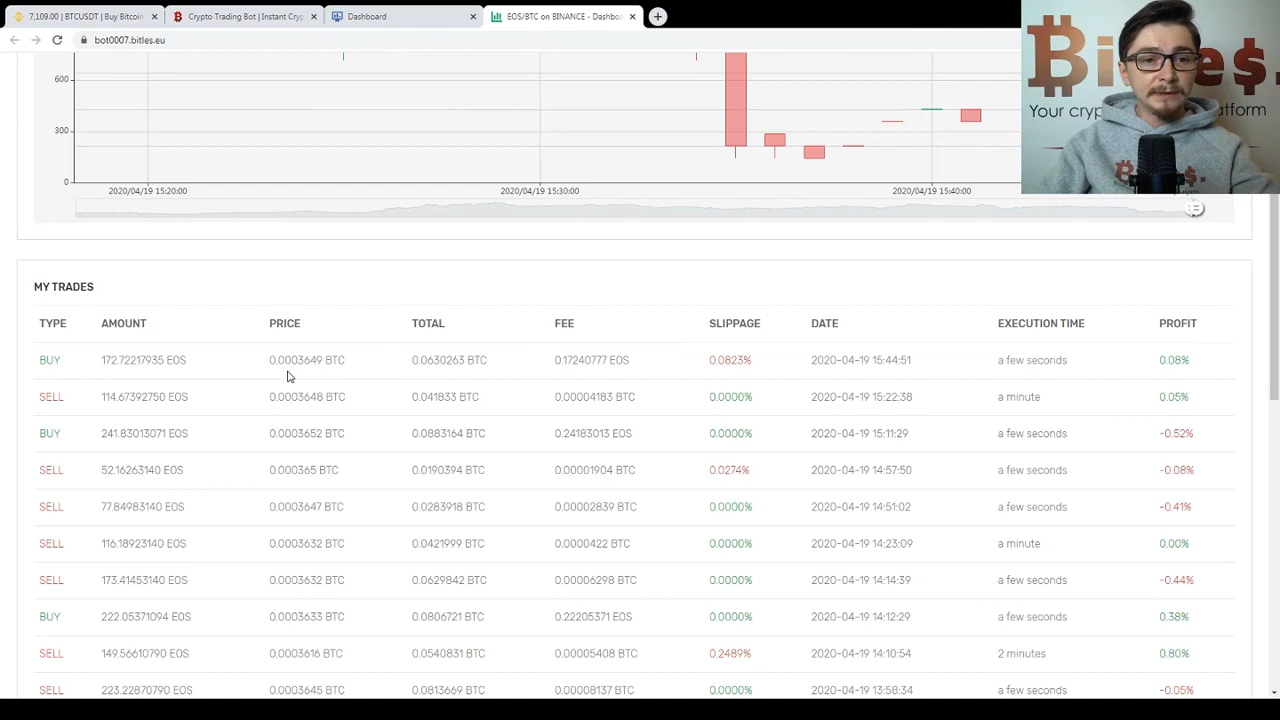 7,109.00 | BTCUSDT | Buy Bitcoin
Crypto Trading Bot | Instant Cryp
Dashboard
EOS/BTC on BINANCE - Dashbo
bot0007.bitles.eu
Your cryp
atform
600
300
0
2020/04/19 15:20:00
2020/04/19 15:30:00
2020/04/19 15:40:00
MY TRADES
TYPE AMOUNT PRICE TOTAL FEE SLIPPAGE DATE EXECUTION TIME PROFIT
BUY 172.72217935 EOS 0.0003649 BTC 0.0630263 BTC 0.17240777 EOS 0.0823% 2020-04-19 15:44:51 a few seconds 0.08%
SELL 114.67392750 EOS 0.0003648 BTC 0.041833 BTC 0.00004183 BTC 0.0000% 2020-04-19 15:22:38 a minute 0.05%
BUY 241.83013071 EOS 0.0003652 BTC 0.0883164 BTC 0.24183013 EOS 0.0000% 2020-04-19 15:11:29 a few seconds -0.52%
SELL 52.16263140 EOS 0.000365 BTC 0.0190394 BTC 0.00001904 BTC 0.0274% 2020-04-19 14:57:50 a few seconds -0.08%
SELL 77.84983140 EOS 0.0003647 BTC 0.0283918 BTC 0.00002839 BTC 0.0000% 2020-04-19 14:51:02 a few seconds -0.41%
SELL 116.18923140 EOS 0.0003632 BTC 0.0421999 BTC 0.0000422 BTC 0.0000% 2020-04-19 14:23:09 a minute 0.00%
SELL 173.41453140 EOS 0.0003632 BTC 0.0629842 BTC 0.00006298 BTC 0.0000% 2020-04-19 14:14:39 a few seconds -0.44%
BUY 222.05371094 EOS 0.0003633 BTC 0.0806721 BTC 0.22205371 EOS 0.0000% 2020-04-19 14:12:29 a few seconds 0.38%
SELL 149.56610790 EOS 0.0003616 BTC 0.0540831 BTC 0.00005408 BTC 0.2489% 2020-04-19 14:10:54 2 minutes 0.80%
SELL 223.22870790 EOS 0.0003645 BTC 0.0813669 BTC 0.00008137 BTC 0.0000% 2020-04-19 13:58:34 a few seconds -0.05%